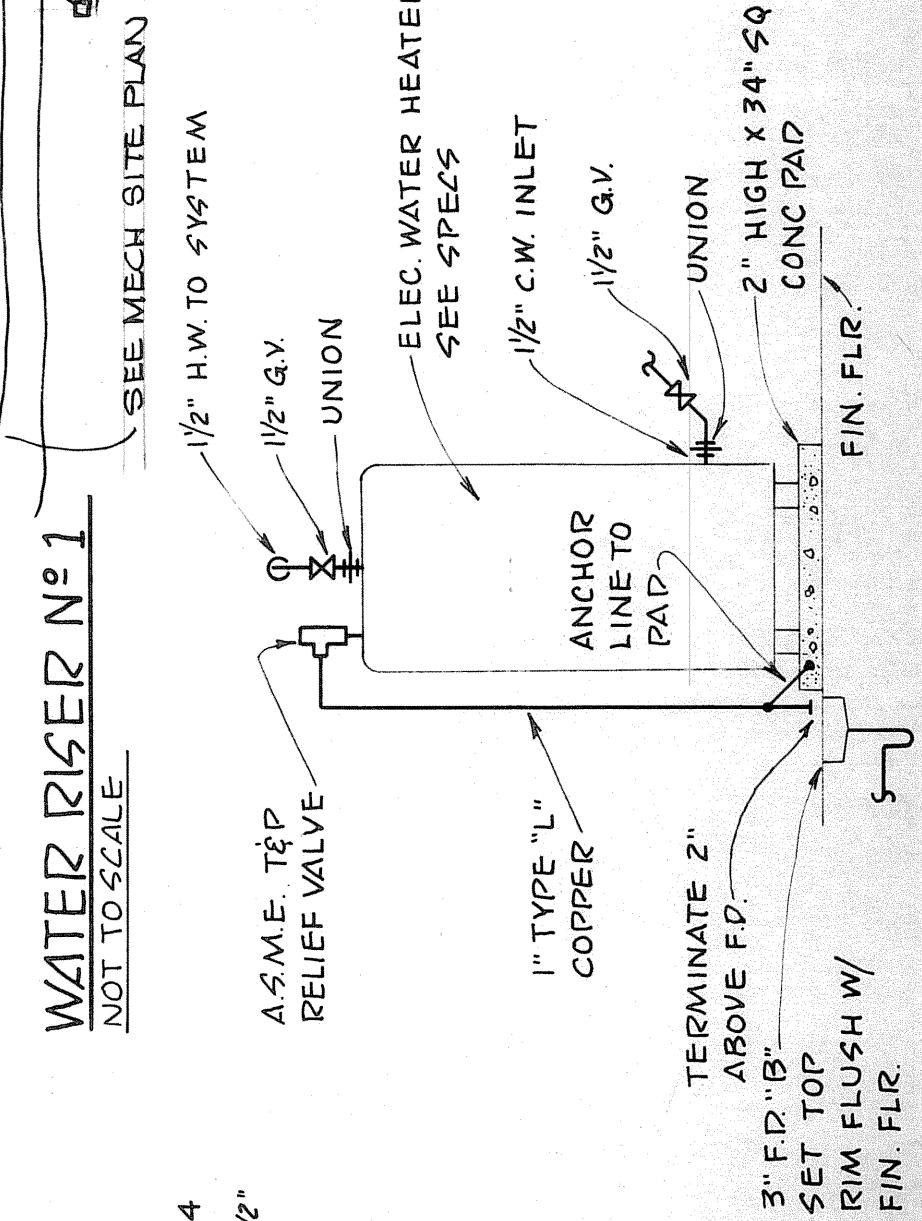 SEE MECH SITE PLAN
WATER RISER Nº 1
NOT TO SCALE
1½" H.W. TO SYSTEM
1½" G.V.
UNION
A.S.M.E. T&P
RELIEF VALVE
ELEC. WATER HEATER
SEE SPECS
1½" C.W. INLET
1½" G.V.
UNION
2" HIGH X 34" SQ
CONC PAD
FIN. FLR.
ANCHOR
LINE TO
PAD
1" TYPE "L"
COPPER
TERMINATE 2"
ABOVE F.D.
3" F.D. "B"
SET TOP
RIM FLUSH W/
FIN. FLR.
4
/2"